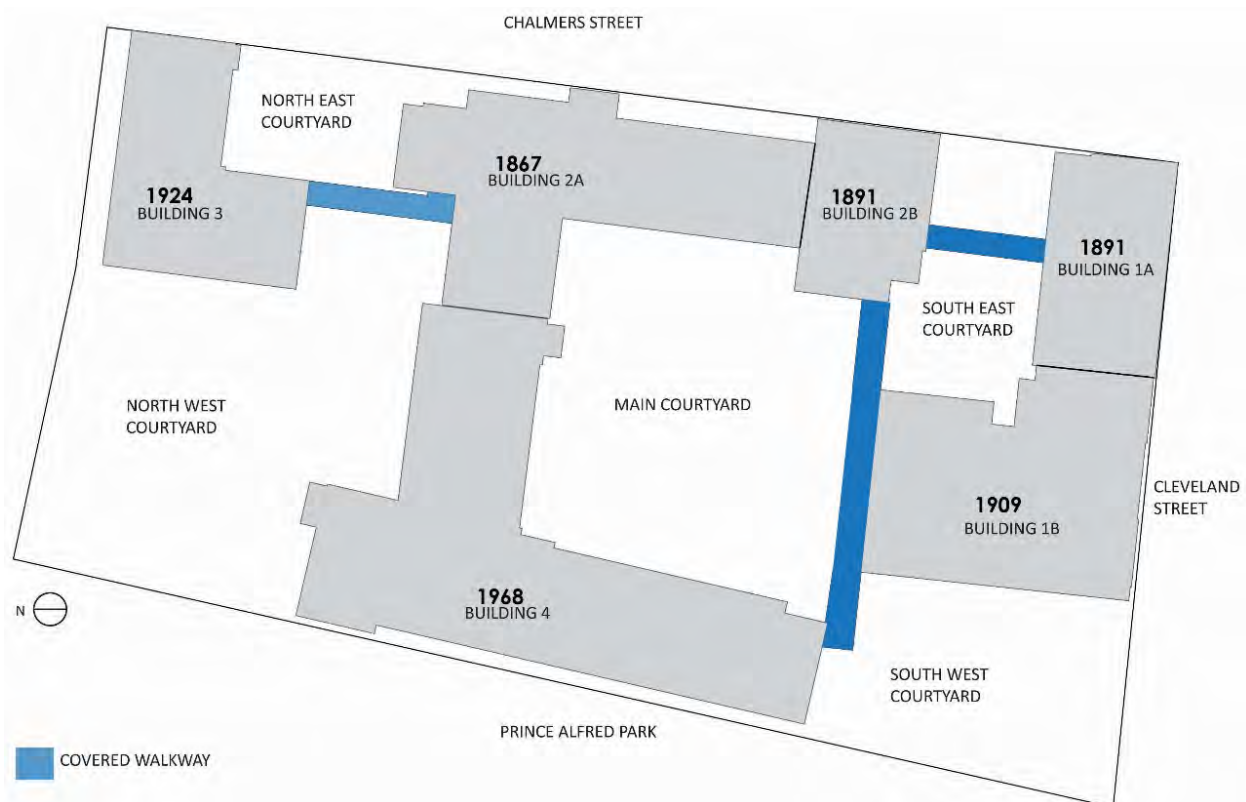 CHALMERS STREET
NORTH EAST
COURTYARD
1867
BUILDING 2A
1924
BUILDING 3
1891
BUILDING 2B
1891
BUILDING 1A
SOUTH EAST
COURTYARD
NORTH WEST
COURTYARD
MAIN COURTYARD
CLEVELAND
STREET
1909
BUILDING 1B
N
1968
BUILDING 4
SOUTH WEST
COURTYARD
PRINCE ALFRED PARK
COVERED WALKWAY